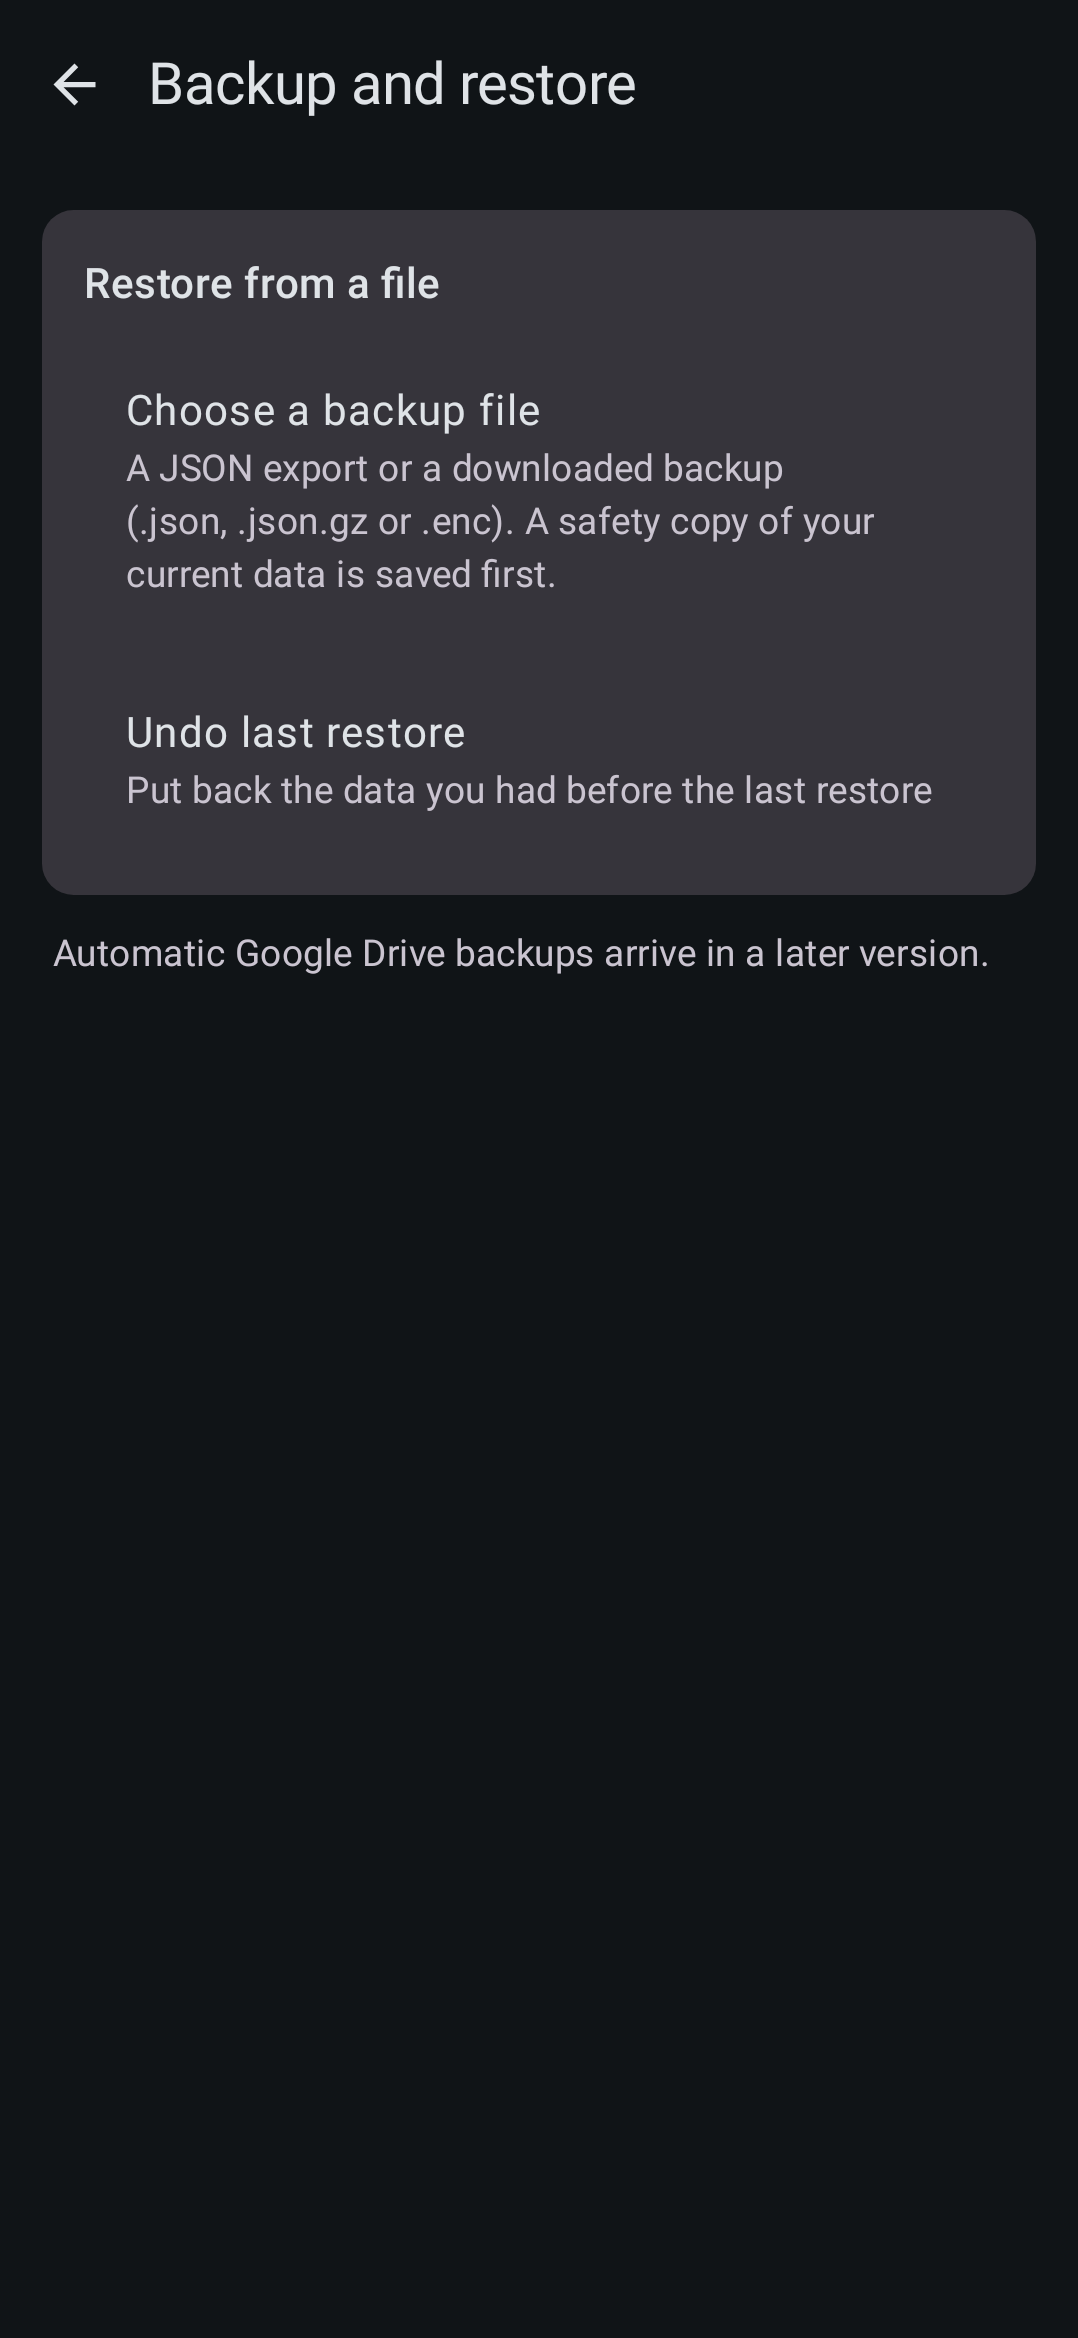 Backup and restore
Restore from a file
Choose a backup file
A JSON export or a downloaded backup
(.json, .json.gz or .enc). A safety copy of your
current data is saved first.
Undo last restore
Put back the data you had before the last restore
Automatic Google Drive backups arrive in a later version.